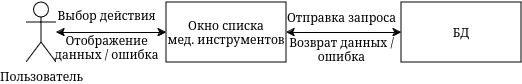 Выбор действия
Отображение
данных / ошибка
Пользователь
Окно списка
мед. инструментов
Отправка запроса
Возврат данных /
ошибка
БД